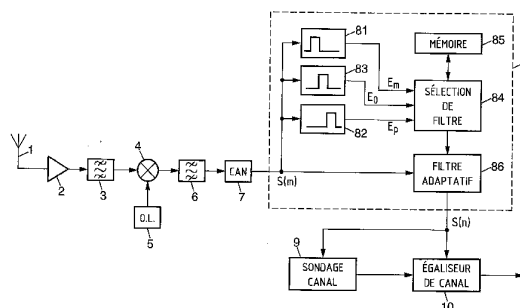 81
83
82
E_m
E_0
E_p
MÉMOIRE
85
SÉLECTION
DE
FILTRE
84
1
2
3
4
O.L.
5
6
CAN
7
S(m)
FILTRE
ADAPTATIF
86
S(n)
9
SONDAGE
CANAL
ÉGALISEUR
DE CANAL
10